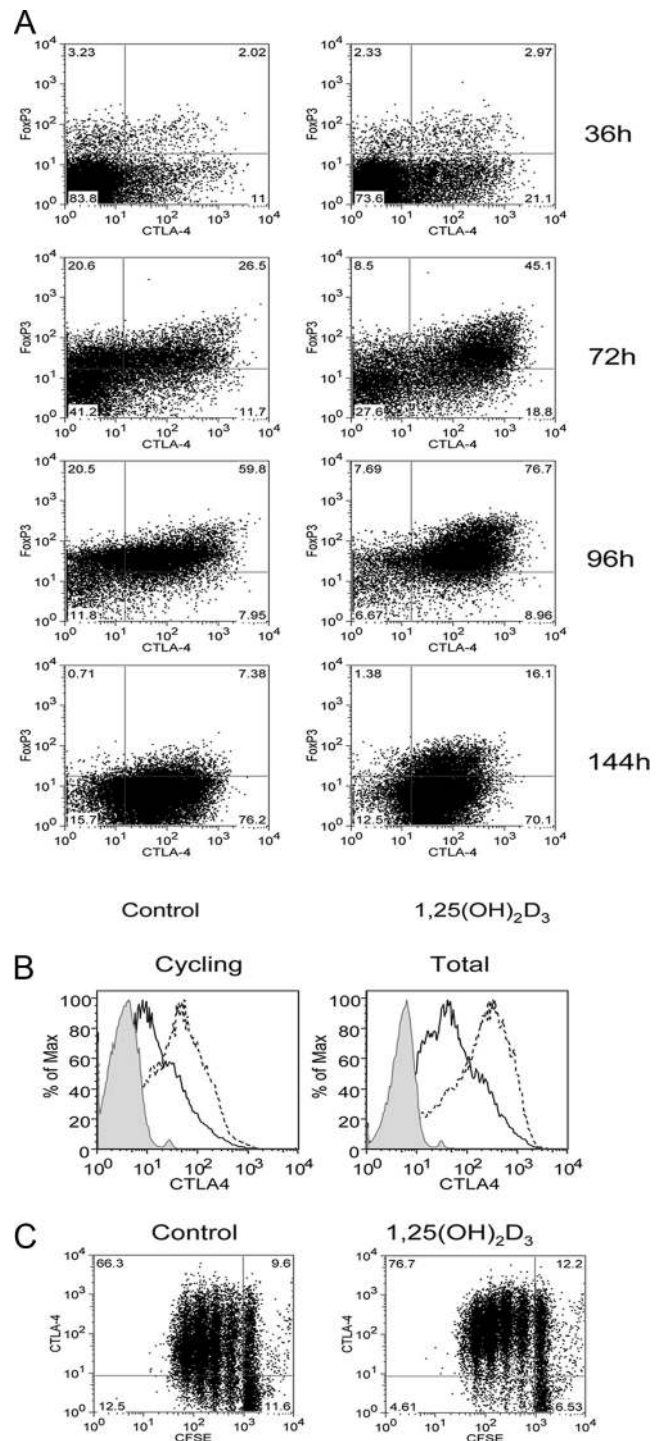 A
10⁴ 3.23 2.02 10⁴ 2.33 2.97
10³ 10³
FoxP3 10² FoxP3 10² 36h
10¹ 10¹
10⁰ 83.8 11 10⁰ 73.6 21.1
10⁰ 10¹ 10² 10³ 10⁴ 10⁰ 10¹ 10² 10³ 10⁴
CTLA-4 CTLA-4
10⁴ 20.6 26.5 10⁴ 8.5 45.1
10³ 10³
FoxP3 10² FoxP3 10² 72h
10¹ 10¹
10⁰ 41.2 11.7 10⁰ 27.6 18.8
10⁰ 10¹ 10² 10³ 10⁴ 10⁰ 10¹ 10² 10³ 10⁴
CTLA-4 CTLA-4
10⁴ 20.5 59.8 10⁴ 7.69 76.7
10³ 10³
FoxP3 10² FoxP3 10² 96h
10¹ 10¹
10⁰ 11.8 7.95 10⁰ 6.67 8.96
10⁰ 10¹ 10² 10³ 10⁴ 10⁰ 10¹ 10² 10³ 10⁴
CTLA-4 CTLA-4
10⁴ 0.71 7.38 10⁴ 1.38 16.1
10³ 10³
FoxP3 10² FoxP3 10² 144h
10¹ 10¹
10⁰ 15.7 76.2 10⁰ 12.5 70.1
10⁰ 10¹ 10² 10³ 10⁴ 10⁰ 10¹ 10² 10³ 10⁴
CTLA-4 CTLA-4
Control 1,25(OH)₂D₃
B Cycling Total
100 100
80 80
% of Max 60 % of Max 60
40 40
20 20
0 0
10⁰ 10¹ 10² 10³ 10⁴ 10⁰ 10¹ 10² 10³ 10⁴
CTLA4 CTLA4
C Control 1,25(OH)₂D₃
10⁴ 66.3 9.6 10⁴ 76.7 12.2
10³ 10³
CTLA-4 10² CTLA-4 10²
10¹ 10¹
10⁰ 12.5 11.6 10⁰ 4.61 6.53
10⁰ 10¹ 10² 10³ 10⁴ 10⁰ 10¹ 10² 10³ 10⁴
CFSE CFSE